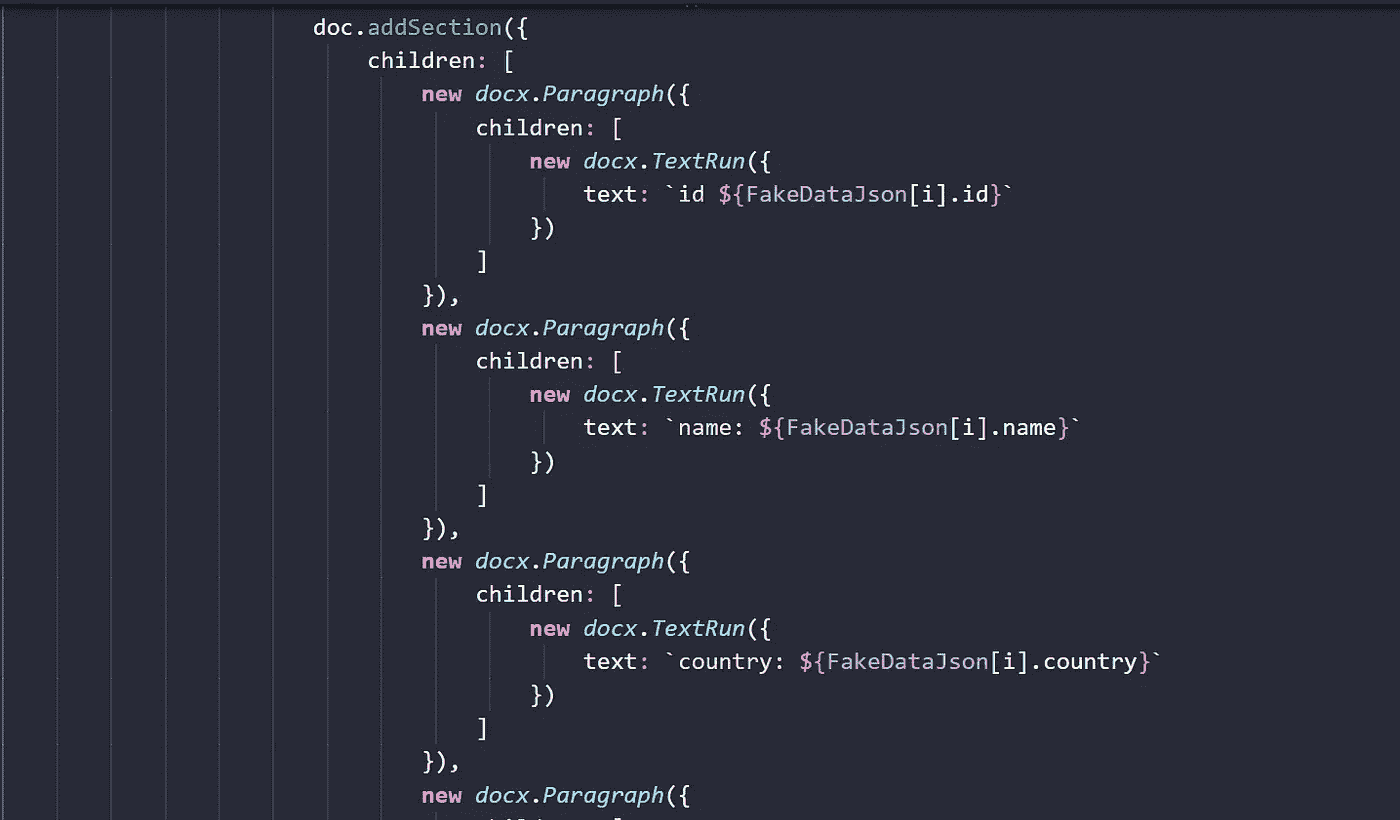 doc.addSection({
children: [
new docx.Paragraph({
children: [
new docx.TextRun({
text: `id ${FakeDataJson[i].id}`
})
]
}),
new docx.Paragraph({
children: [
new docx.TextRun({
text: `name: ${FakeDataJson[i].name}`
})
]
}),
new docx.Paragraph({
children: [
new docx.TextRun({
text: `country: ${FakeDataJson[i].country}`
})
]
}),
new docx.Paragraph({